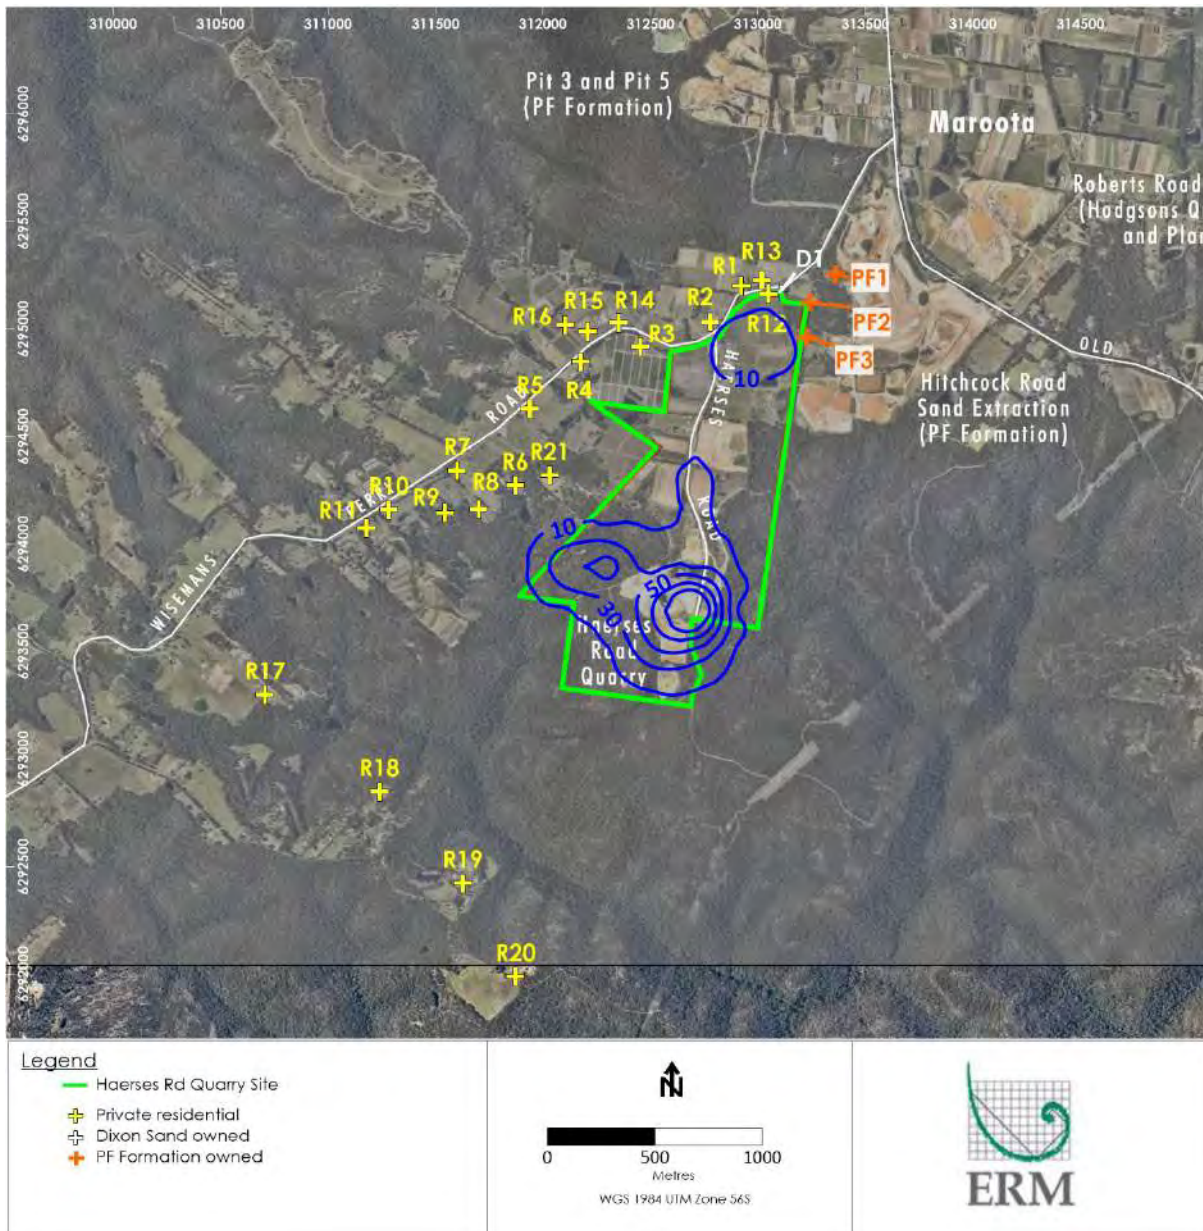 310000 310500 311000 311500 312000 312500 313000 313500 314000 314500
6296000
6295500
6295000
6294500
6294000
6293500
6293000
6292500
6292000
Pit 3 and Pit 5
(PF Formation)
Maroota
Roberts Road
(Hodgsons Q
and Pla
R13
D1
R1
PF1
R15
R14
R2
R16
R12
PF2
R3
OLD
PF3
10
HAERSES
R5
R4
Hitchcock Road
Sand Extraction
(PF Formation)
ROAD
R7
R21
R6
R10
R8
R9
R11
FERRY
ROAD
10
WISEMANS
50
30
Haerses
Road
Quarry
R17
R18
R19
R20
Legend
Haerses Rd Quarry Site
Private residential
Dixon Sand owned
PF Formation owned
N
0 500 1000
Metres
WGS 1984 UTM Zone 56S
ERM